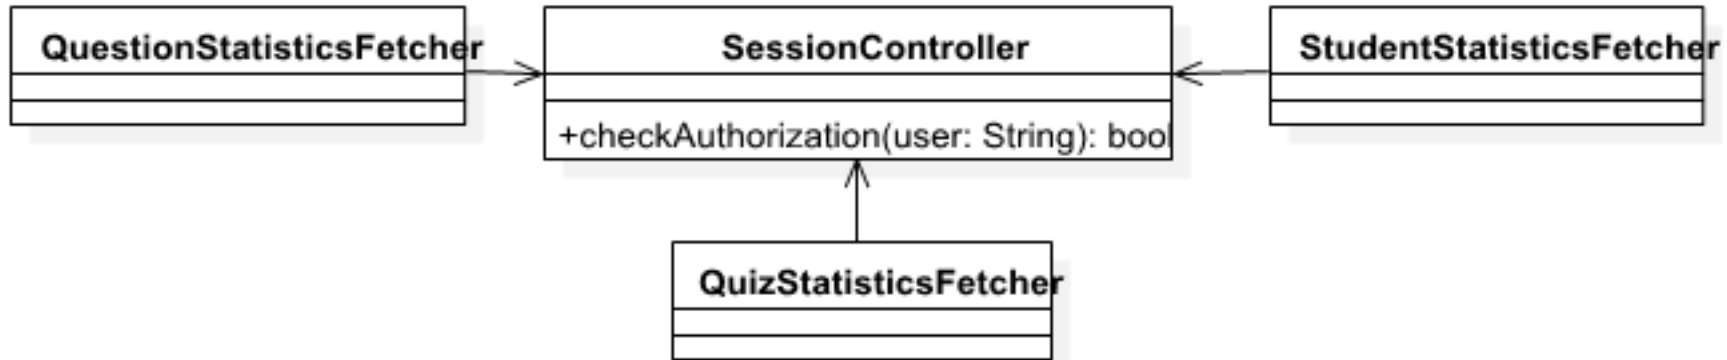 QuestionStatisticsFetcher
SessionController
StudentStatisticsFetcher
+checkAuthorization(user: String): bool
QuizStatisticsFetcher